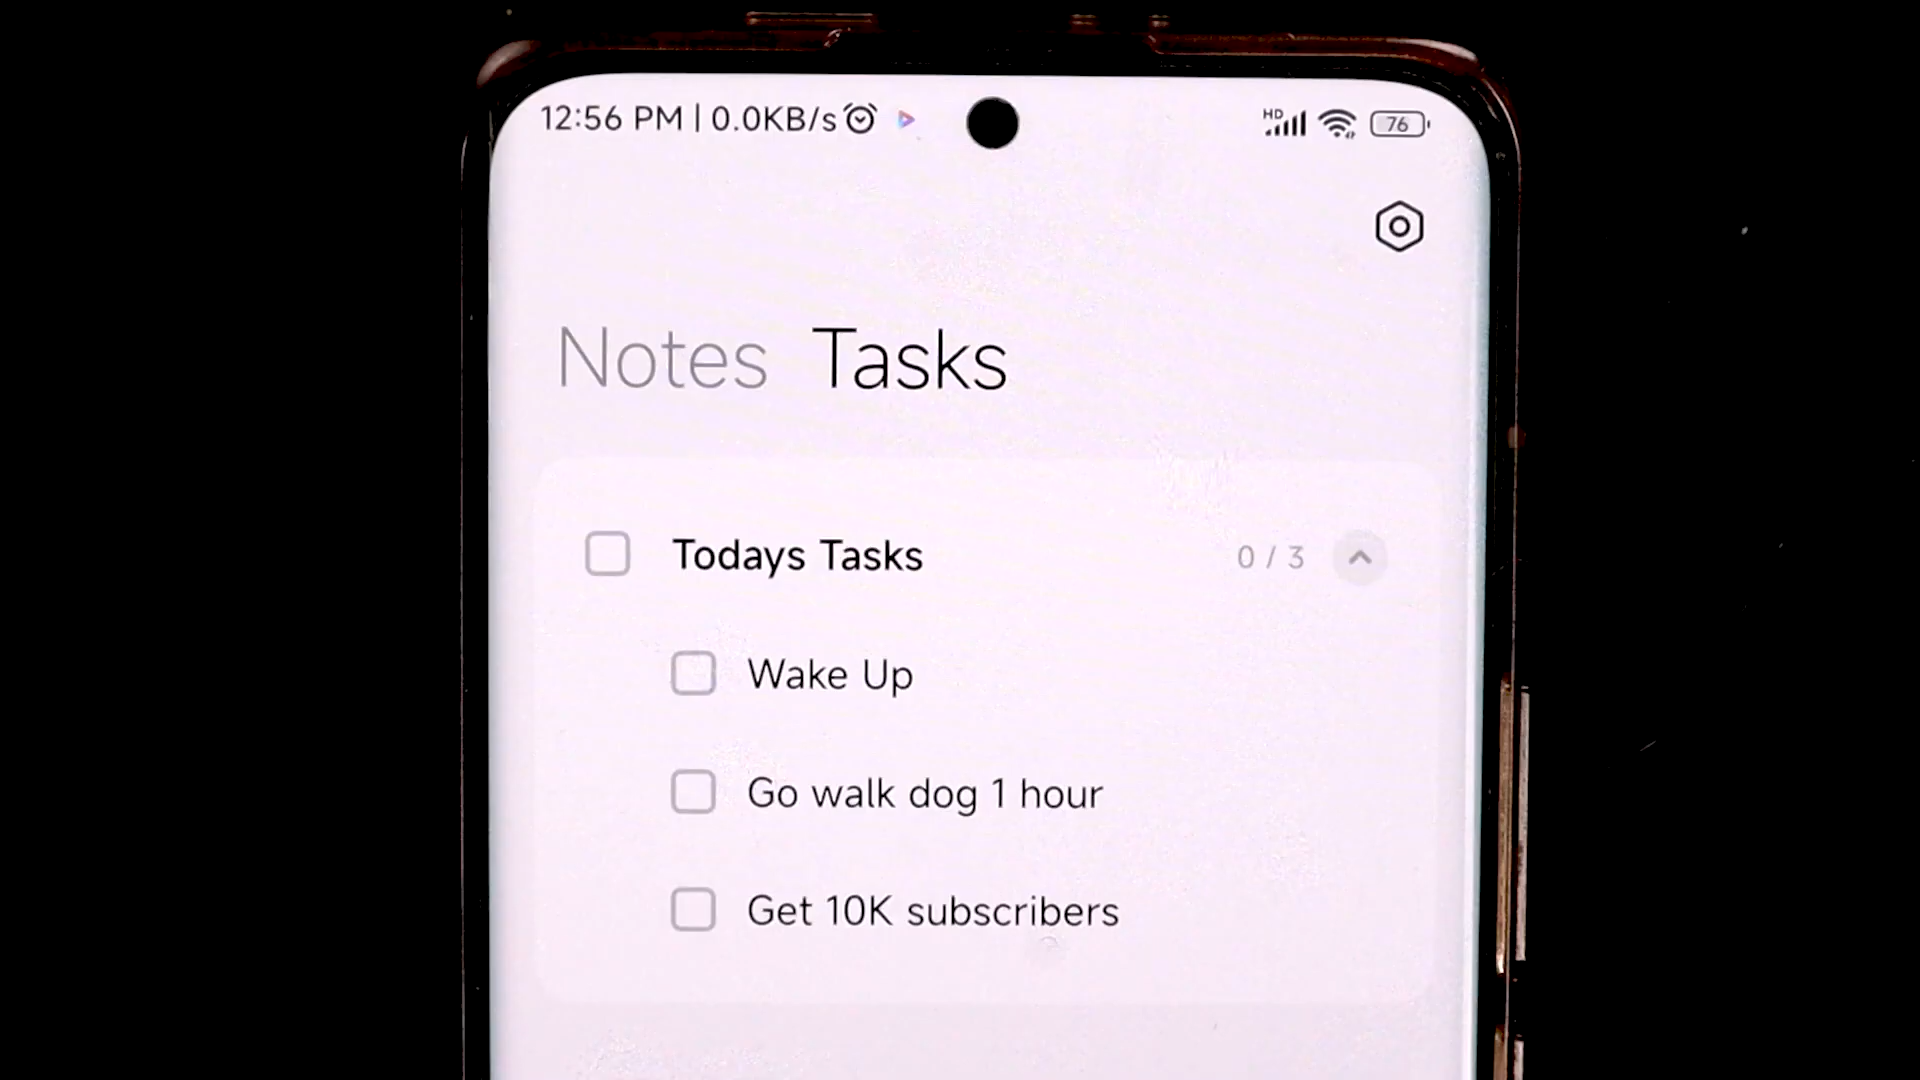 12:56 PM | 0.0KB/s HD 76
Notes Tasks
Todays Tasks 0 / 3
Wake Up
Go walk dog 1 hour
Get 10K subscribers